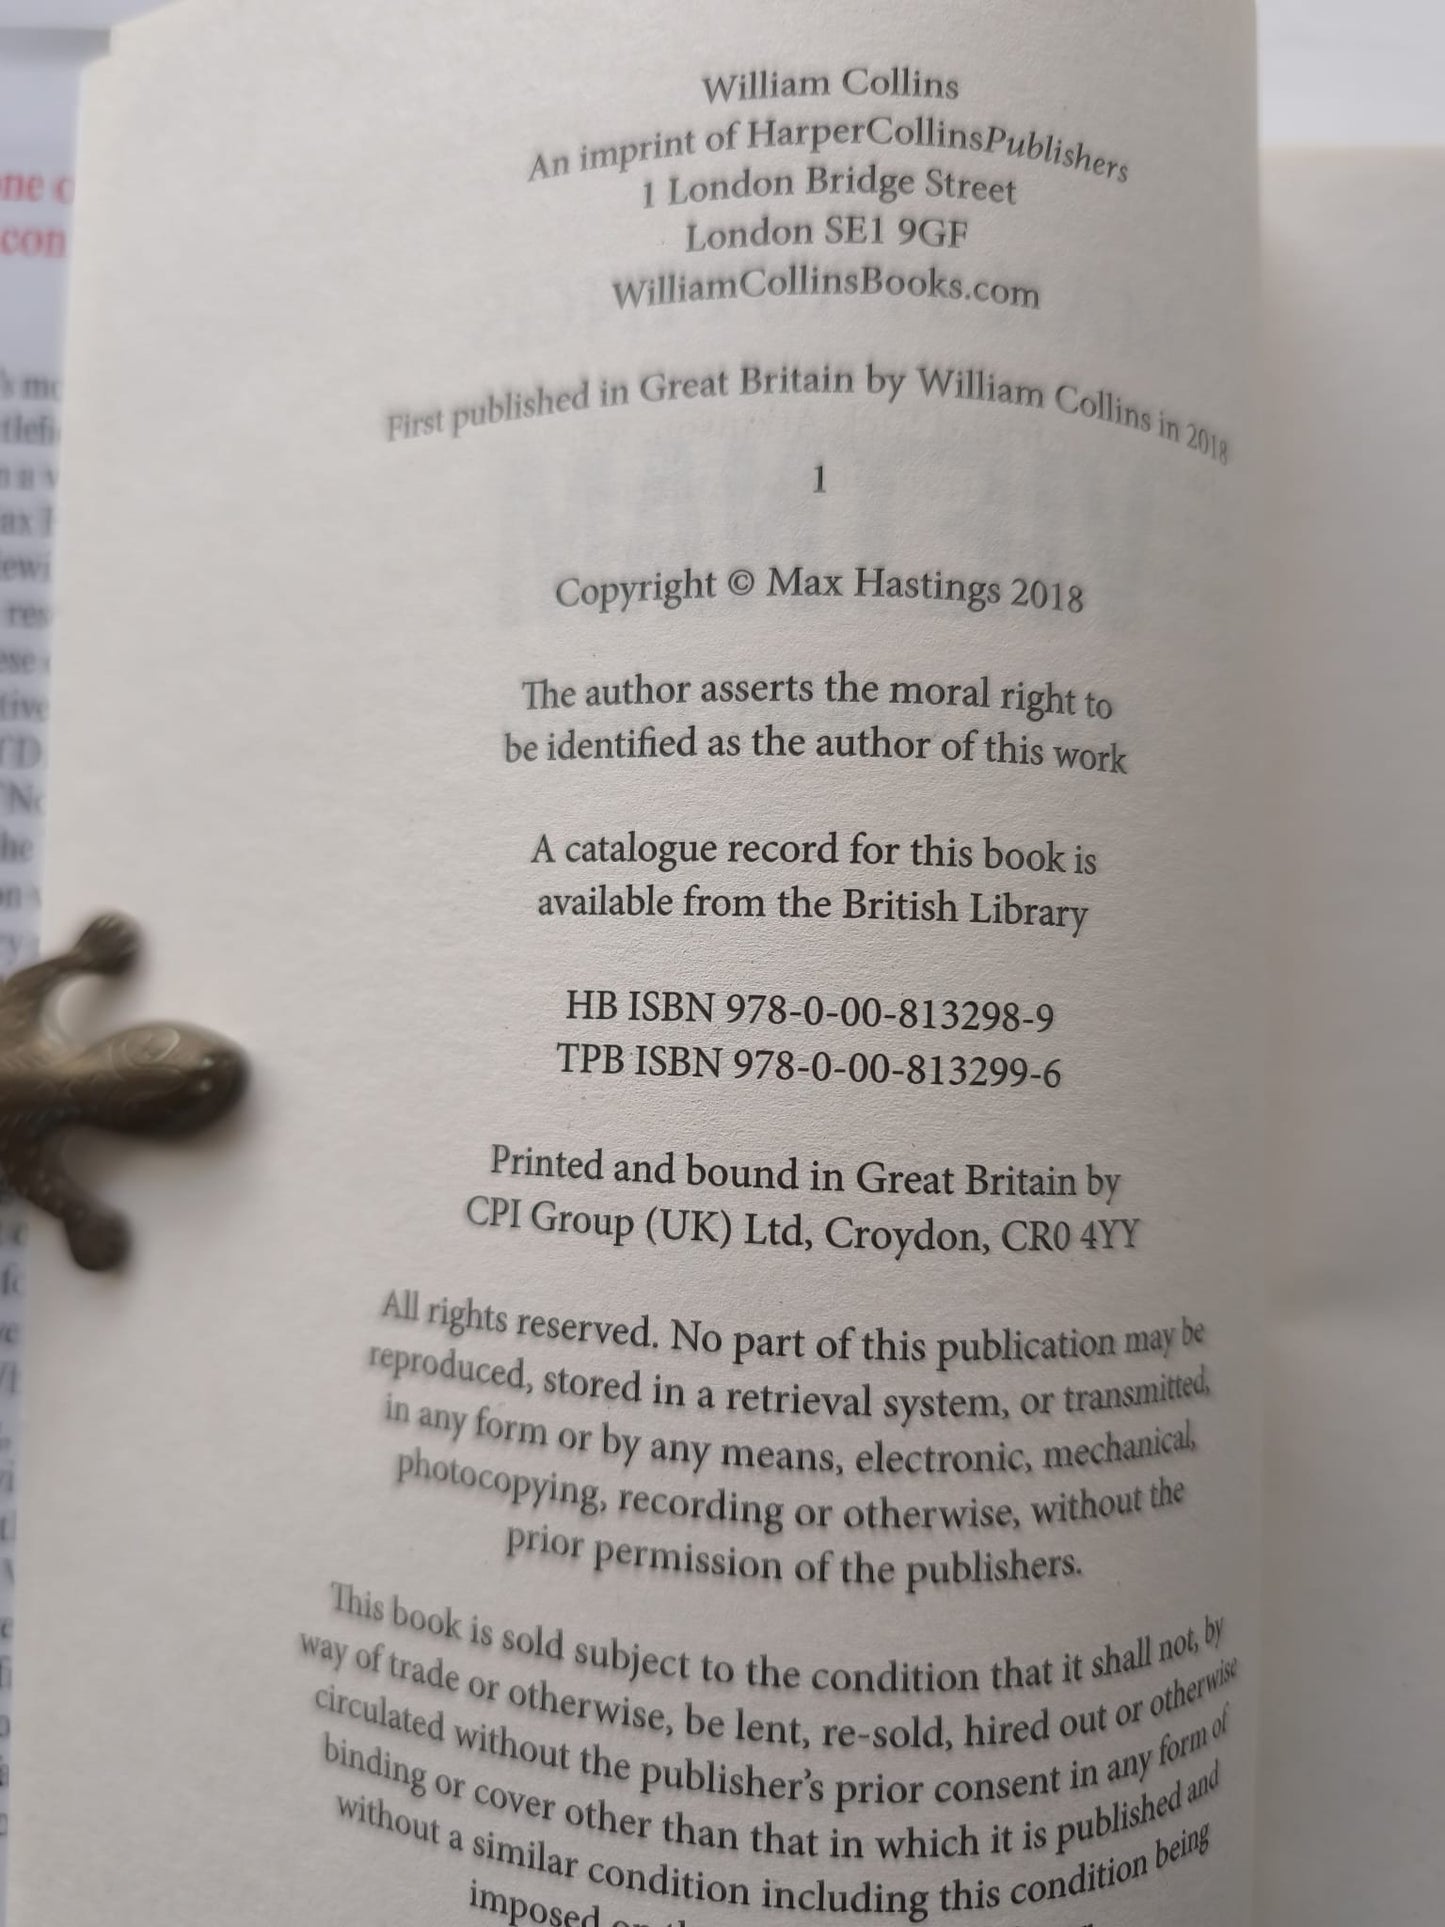 William Collins
An imprint of HarperCollinsPublishers
1 London Bridge Street
London SE1 9GF
WilliamCollinsBooks.com
First published in Great Britain by William Collins in 2018
1
Copyright © Max Hastings 2018
The author asserts the moral right to
be identified as the author of this work
A catalogue record for this book is
available from the British Library
HB ISBN 978-0-00-813298-9
TPB ISBN 978-0-00-813299-6
Printed and bound in Great Britain by
CPI Group (UK) Ltd, Croydon, CR0 4YY
All rights reserved. No part of this publication may be
reproduced, stored in a retrieval system, or transmitted,
in any form or by any means, electronic, mechanical,
photocopying, recording or otherwise, without the
prior permission of the publishers.
This book is sold subject to the condition that it shall not, by
way of trade or otherwise, be lent, re-sold, hired out or otherwise
circulated without the publisher's prior consent in any form of
binding or cover other than that in which it is published and
without a similar condition including this condition being
imposed